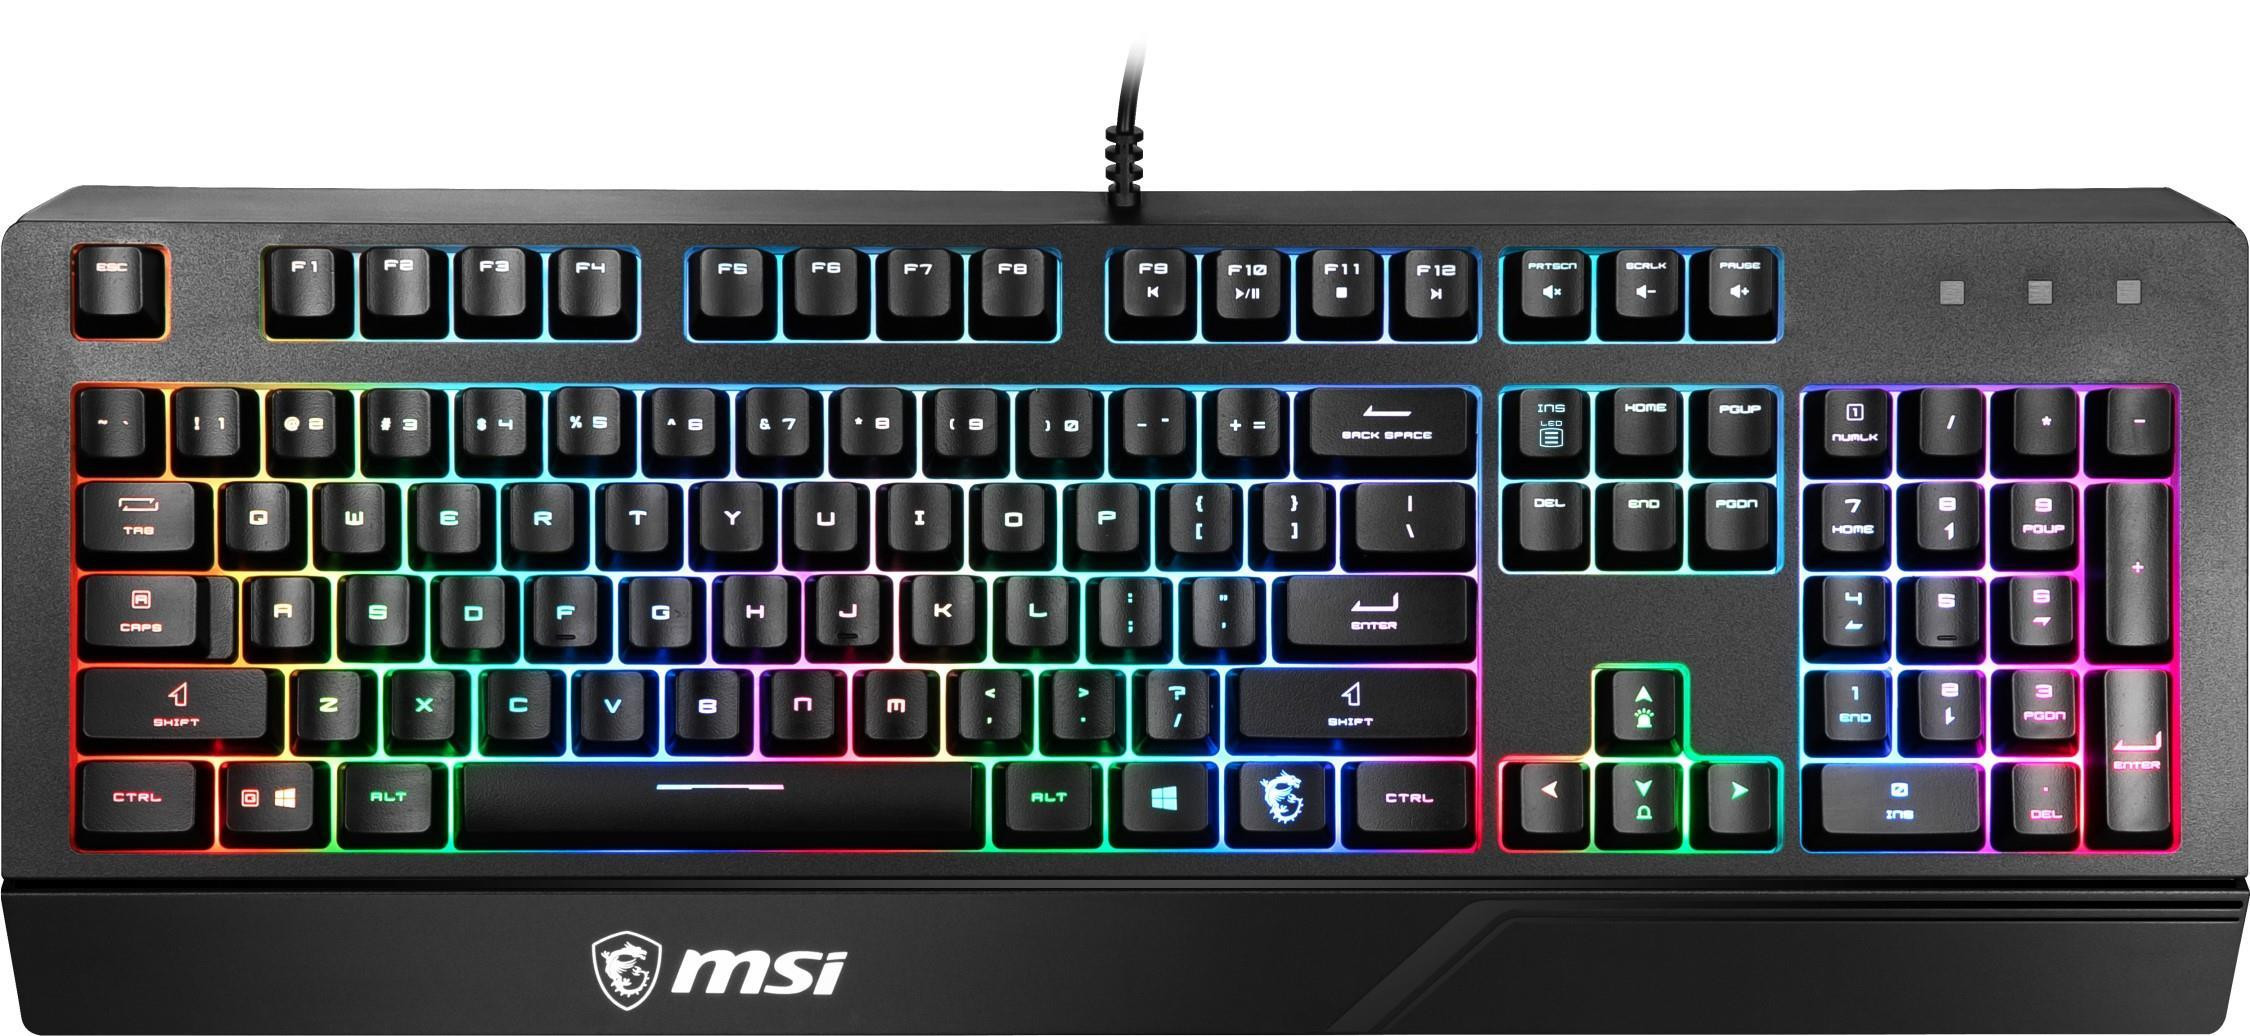 ESC F1 F2 F3 F4 F5 F6 F7 F8 F9 F10 F11 F12 PRTSCN SCRLK PAUSE
~ ` ! 1 @ 2 # 3 $ 4 % 5 ^ 6 & 7 * 8 ( 9 ) 0 _ - + = BACK SPACE INS HOME PGUP 1 NUMLK / * -
LED
TAB Q W E R T Y U I O P { [ } ] | \ DEL END PGDN 7 HOME 8 9 PGUP +
A CAPS A S D F G H J K L : ; " ' ENTER 4 5 6
SHIFT Z X C V B N M < , > . ? / SHIFT 1 END 2 3 PGDN ENTER
CTRL G ALT ALT CTRL 0 INS . DEL
msi